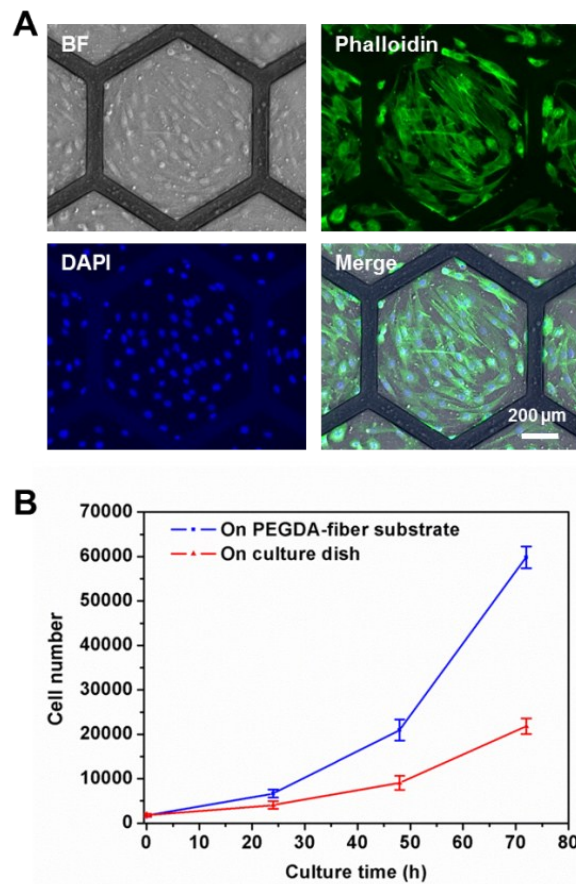 A
BF
Phalloidin
DAPI
Merge
200 μm
B
70000
60000
50000
40000
30000
20000
10000
0
Cell number
On PEGDA-fiber substrate
On culture dish
0 10 20 30 40 50 60 70 80
Culture time (h)